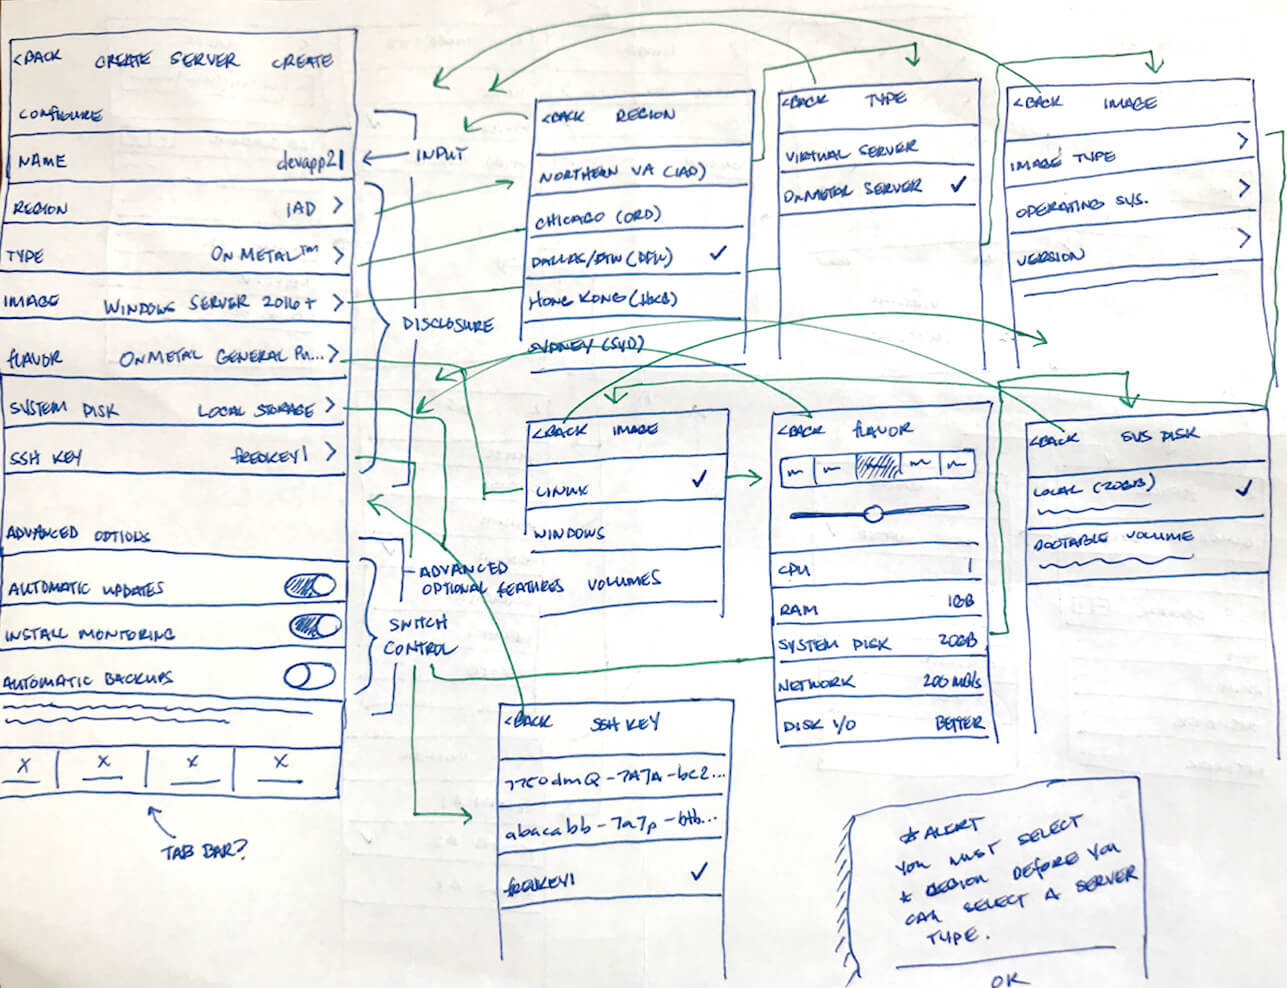 <BACK CREATE SERVER CREATE
CONFIGURE
NAME devapp21
REGION IAD >
TYPE ON METAL™ >
IMAGE WINDOWS SERVER 2016+ >
FLAVOR ONMETAL GENERAL PU... >
SYSTEM DISK LOCAL STORAGE >
SSH KEY fredkey1 >
ADVANCED OPTIONS
AUTOMATIC UPDATES
INSTALL MONITORING
AUTOMATIC BACKUPS
X X X X
TAB BAR?
INPUT
DISCLOSURE
ADVANCED
OPTIONAL FEATURES
SWITCH
CONTROL
<BACK REGION
NORTHERN VA (IAD)
CHICAGO (ORD)
DALLAS/DFW (DFW) ✓
HONG KONG (HKG)
SYDNEY (SYD)
<BACK TYPE
VIRTUAL SERVER
ONMETAL SERVER ✓
<BACK IMAGE
IMAGE TYPE >
OPERATING SYS. >
VERSION >
<BACK IMAGE
LINUX ✓
WINDOWS
VOLUMES
<BACK FLAVOR
CPU 1
RAM 1GB
SYSTEM DISK 20GB
NETWORK 200 MB/s
DISK I/O BETTER
<BACK SYS DISK
LOCAL (20GB) ✓
BOOTABLE VOLUME
<BACK SSH KEY
-7A7A-bc2...
abacabb-7a7p-btb...
fredkey1 ✓
* ALERT
YOU MUST SELECT
A REGION BEFORE YOU
CAN SELECT A SERVER
TYPE.
OK